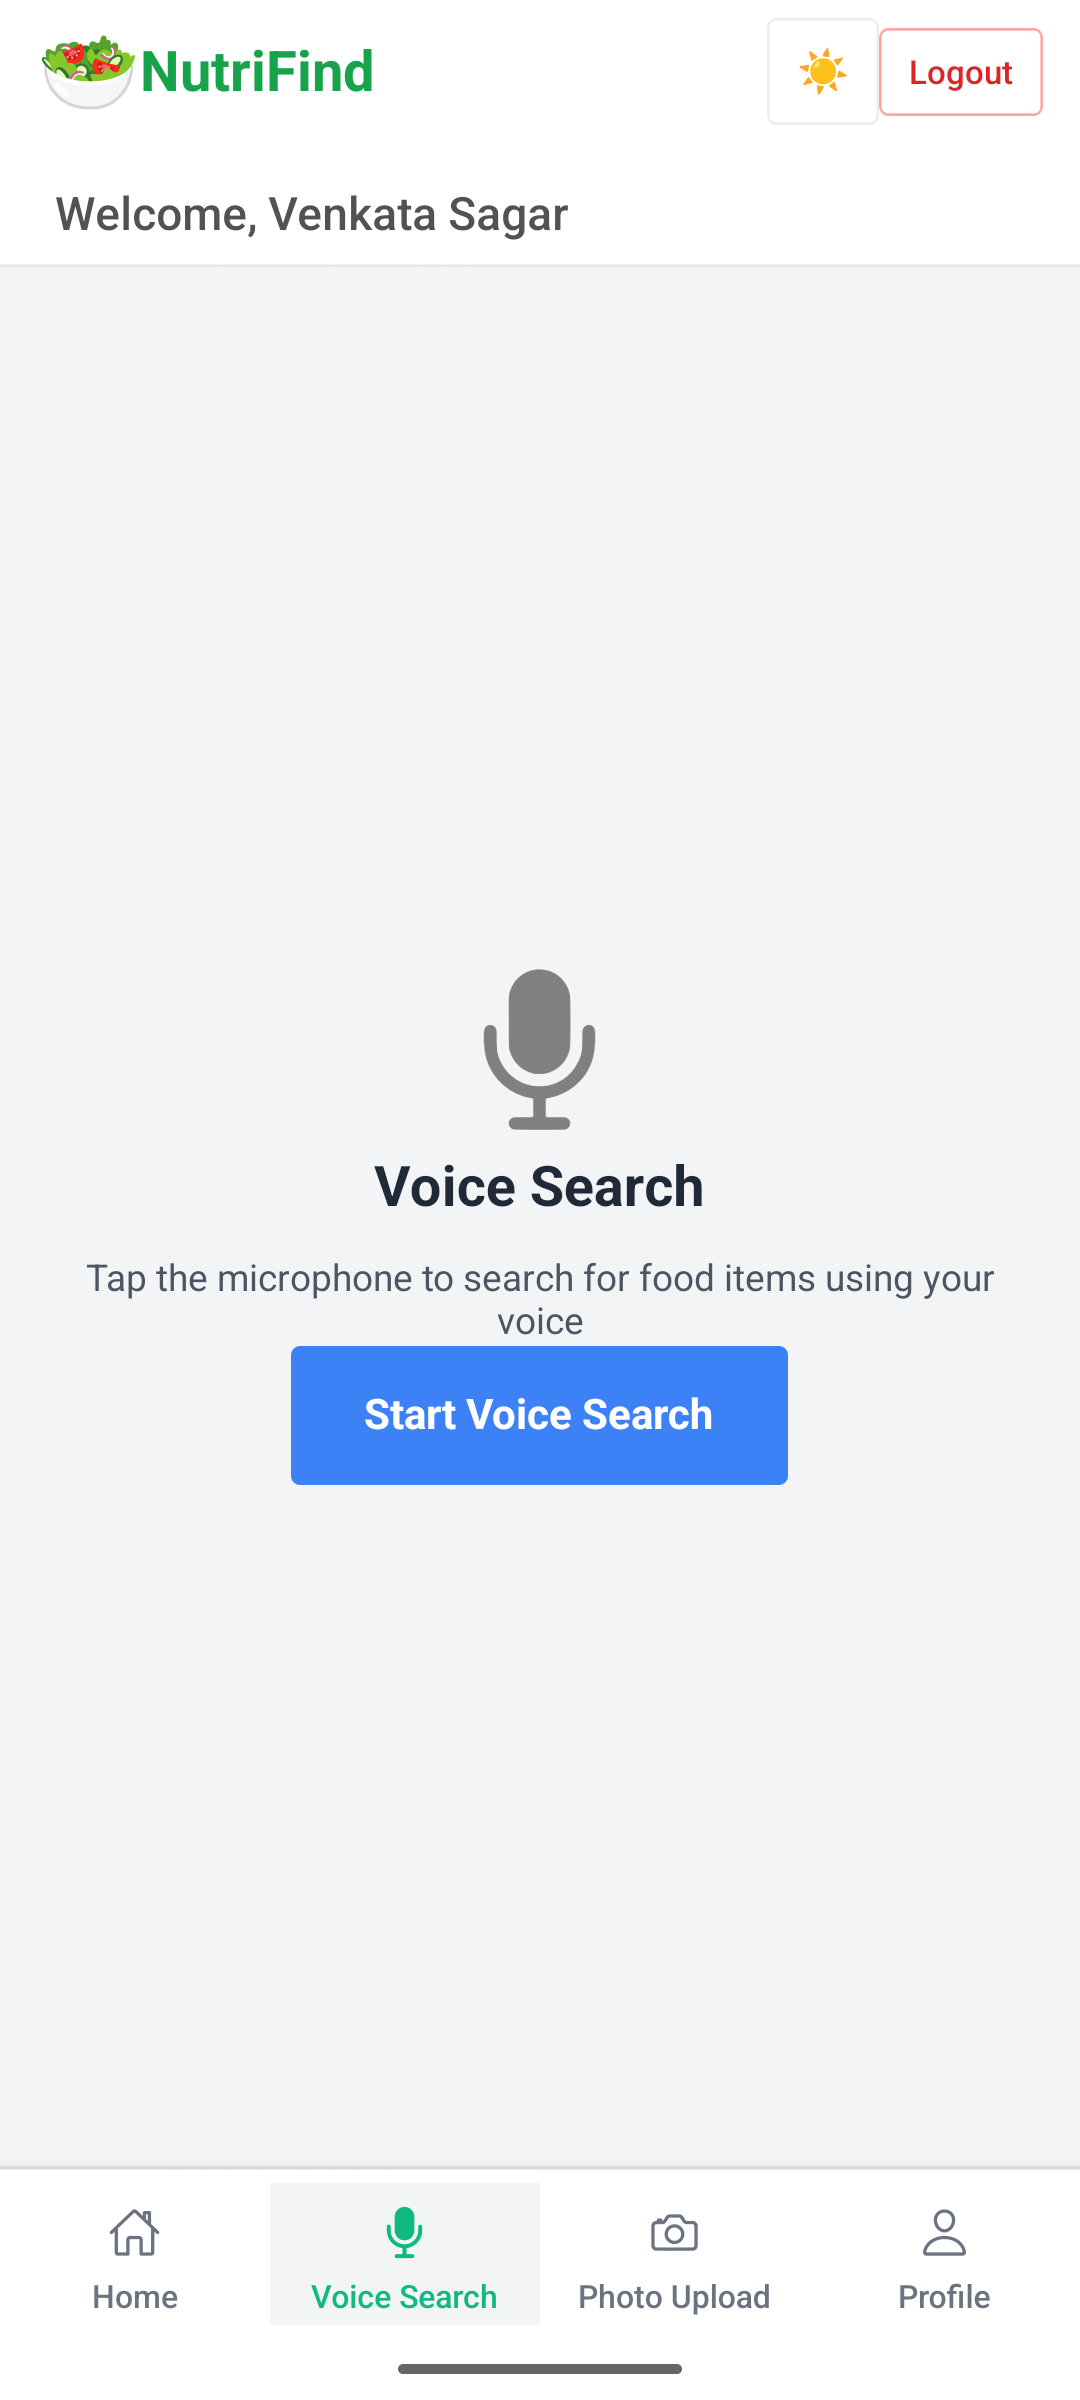 NutriFind
Logout
Welcome, Venkata Sagar
Voice Search
Tap the microphone to search for food items using your
voice
Start Voice Search
Home
Voice Search
Photo Upload
Profile